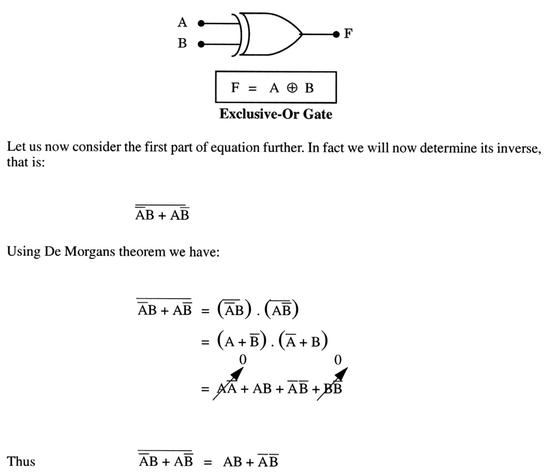 A
B
F
F = A ⊕ B
Exclusive-Or Gate
Let us now consider the first part of equation further. In fact we will now determine its inverse,
that is:
$\overline{\overline{A}B + A\overline{B}}$
Using De Morgans theorem we have:
$\overline{\overline{A}B + A\overline{B}} = (\overline{\overline{A}B}) . (\overline{A\overline{B}})$
$= (A + \overline{B}) . (\overline{A} + B)$
0 0
$= A\overline{A} + AB + \overline{A}\,\overline{B} + B\overline{B}$
Thus $\overline{\overline{A}B + A\overline{B}} = AB + \overline{A}\,\overline{B}$